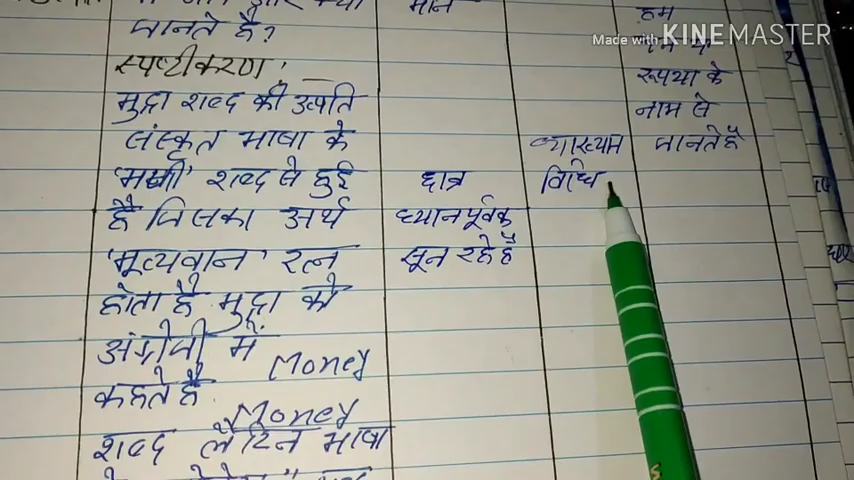 मान
हम
जानते है?
Made with KINEMASTER
स्पष्टीकरण:
रूपया के
मुद्रा शब्द की उत्पति
नाम से
संस्कृत भाषा के
व्याख्यान
जानते है
शब्द से हुई
छात्र
विधि
है जिसका अर्थ
ध्यानपूर्वक
'मूल्यवान' रत्न
सून रहे है
होता है मुद्रा को
अंग्रेजी में
Money
कहते है
Money
शब्द लैटिन भाषा